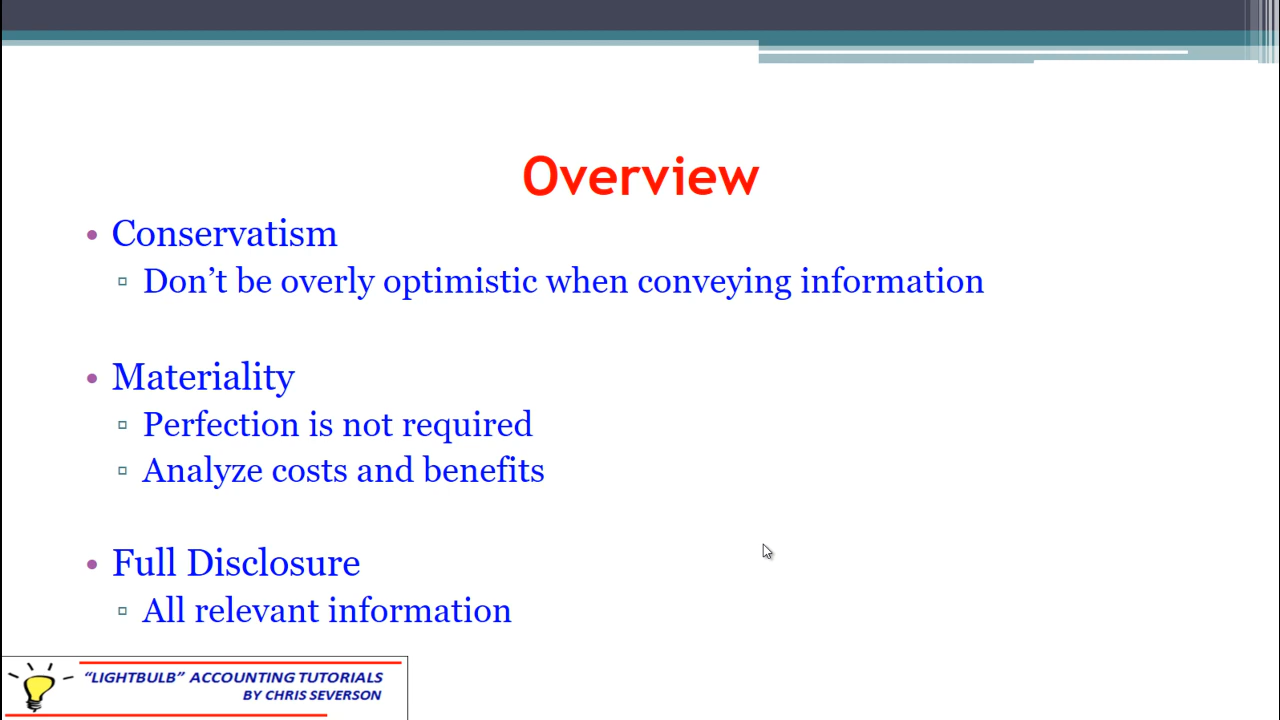 Overview
• Conservatism
▫ Don’t be overly optimistic when conveying information
• Materiality
▫ Perfection is not required
▫ Analyze costs and benefits
• Full Disclosure
▫ All relevant information
“LIGHTBULB” ACCOUNTING TUTORIALS
BY CHRIS SEVERSON